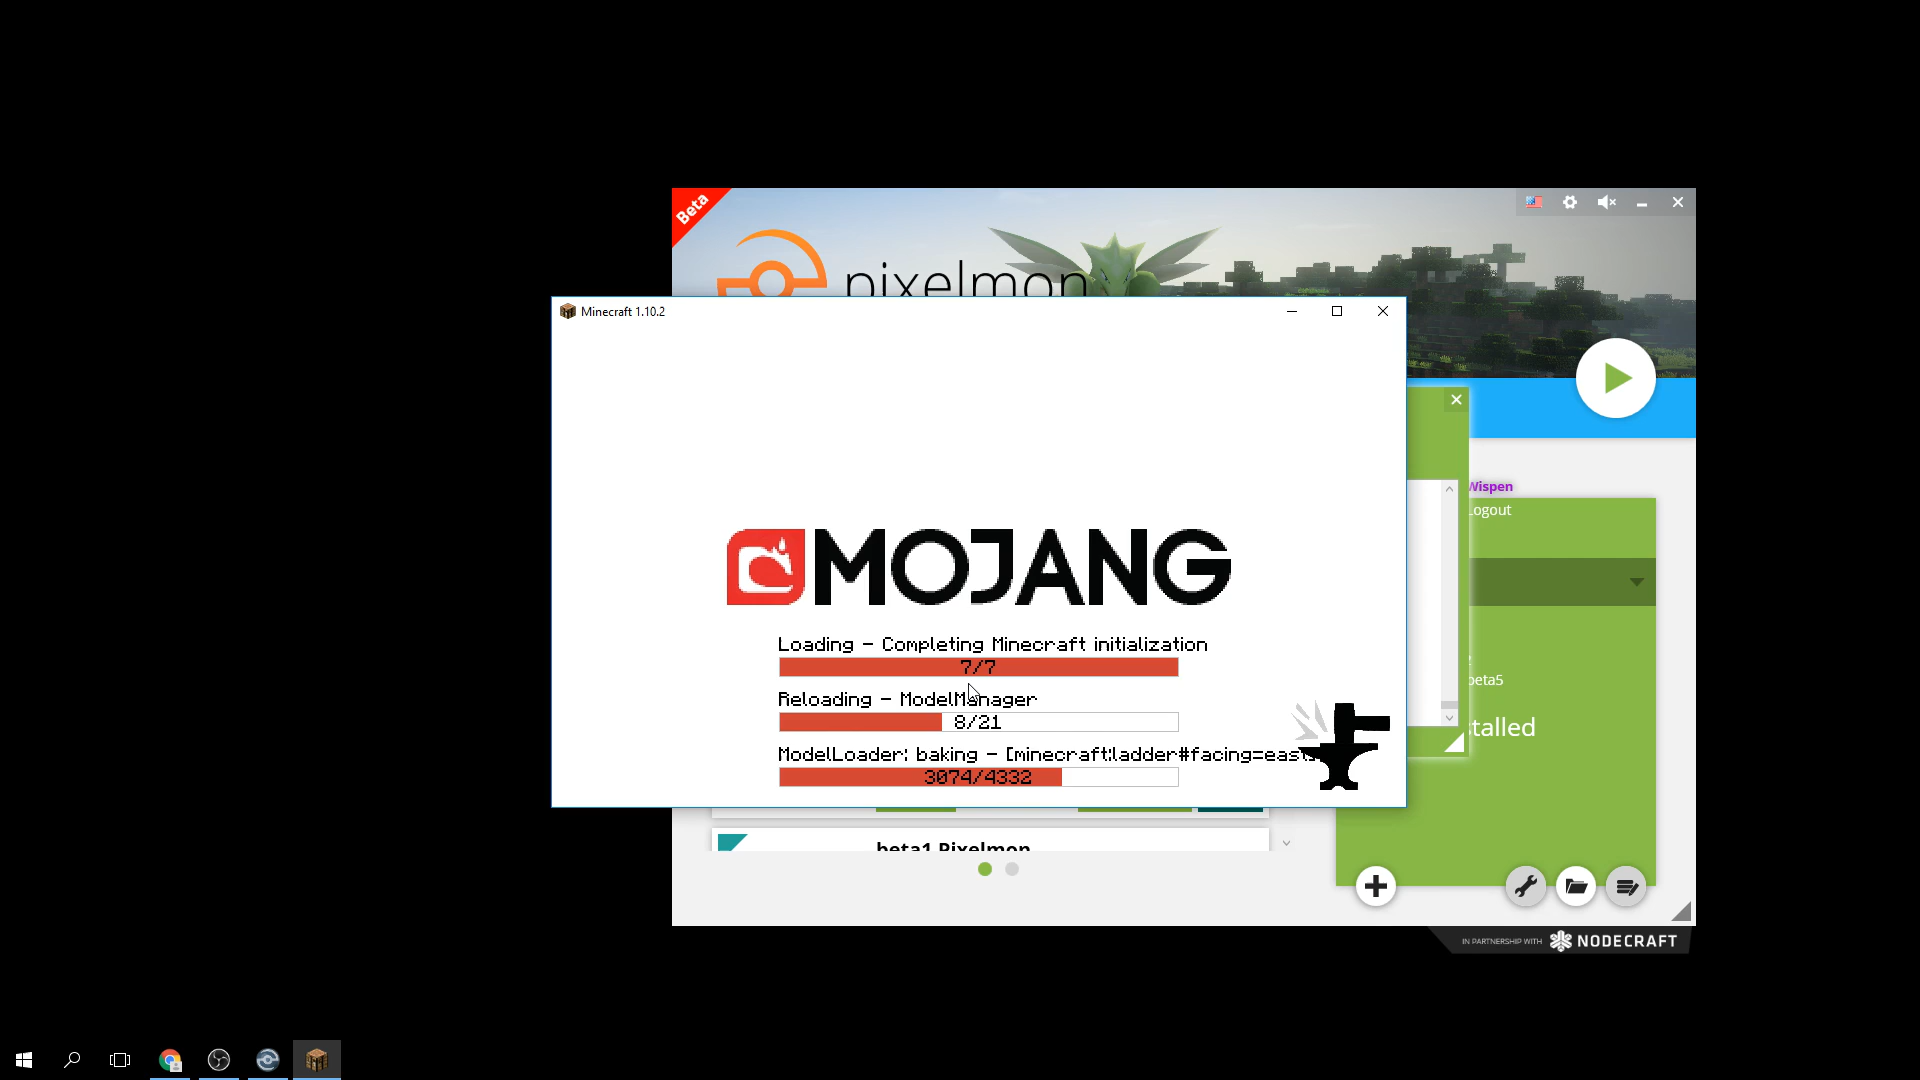 Beta
pixelmon
Minecraft 1.10.2
Wispen
Logout
MOJANG
Loading - Completing Minecraft initialization
7/7
Reloading - ModelManager
8/21
beta5
ModelLoader: baking - [minecraft:ladder#facing=east
3074/4332
beta1 Pixelmon
IN PARTNERSHIP WITH NODECRAFT